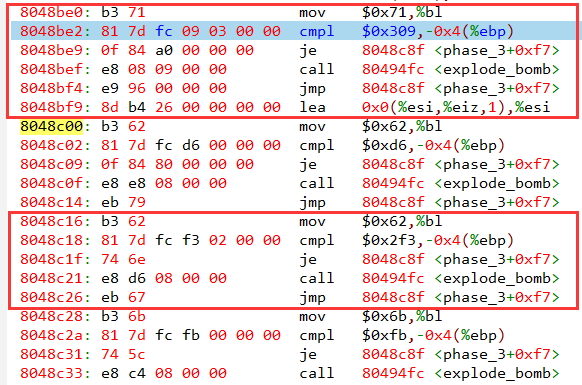 8048be0: b3 71 mov $0x71,%bl
8048be2: 81 7d fc 09 03 00 00 cmpl $0x309,-0x4(%ebp)
8048be9: 0f 84 a0 00 00 00 je 8048c8f <phase_3+0xf7>
8048bef: e8 08 09 00 00 call 80494fc <explode_bomb>
8048bf4: e9 96 00 00 00 jmp 8048c8f <phase_3+0xf7>
8048bf9: 8d b4 26 00 00 00 00 lea 0x0(%esi,%eiz,1),%esi
8048c00: b3 62 mov $0x62,%bl
8048c02: 81 7d fc d6 00 00 00 cmpl $0xd6,-0x4(%ebp)
8048c09: 0f 84 80 00 00 00 je 8048c8f <phase_3+0xf7>
8048c0f: e8 e8 08 00 00 call 80494fc <explode_bomb>
8048c14: eb 79 jmp 8048c8f <phase_3+0xf7>
8048c16: b3 62 mov $0x62,%bl
8048c18: 81 7d fc f3 02 00 00 cmpl $0x2f3,-0x4(%ebp)
8048c1f: 74 6e je 8048c8f <phase_3+0xf7>
8048c21: e8 d6 08 00 00 call 80494fc <explode_bomb>
8048c26: eb 67 jmp 8048c8f <phase_3+0xf7>
8048c28: b3 6b mov $0x6b,%bl
8048c2a: 81 7d fc fb 00 00 00 cmpl $0xfb,-0x4(%ebp)
8048c31: 74 5c je 8048c8f <phase_3+0xf7>
8048c33: e8 c4 08 00 00 call 80494fc <explode_bomb>